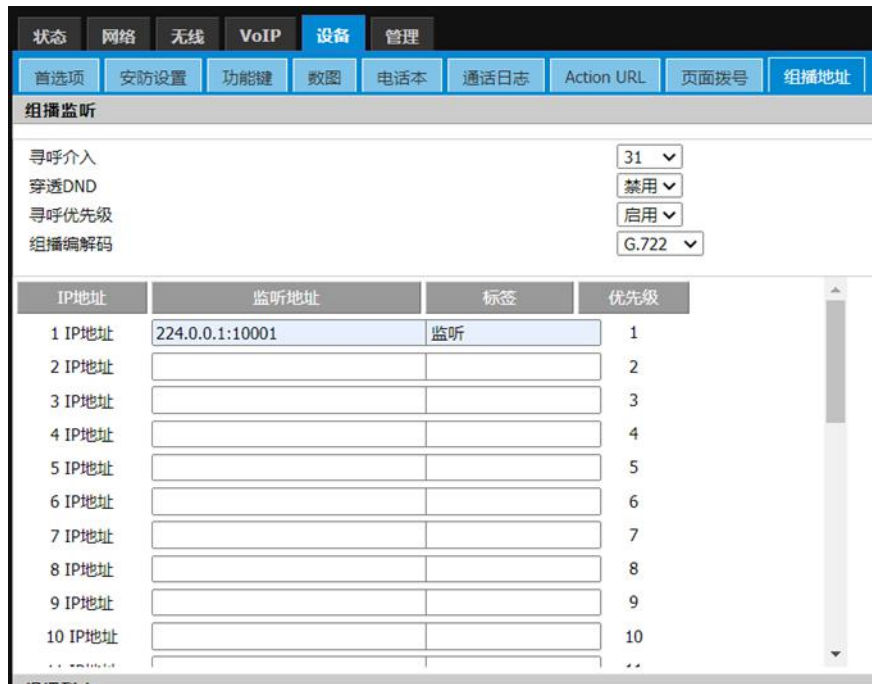 状态 网络 无线 VoIP 设备 管理
首选项 安防设置 功能键 数图 电话本 通话日志 Action URL 页面拨号 组播地址
组播监听
寻呼介入 31
穿透DND 禁用
寻呼优先级 启用
组播编解码 G.722
IP地址 监听地址 标签 优先级
1 IP地址 224.0.0.1:10001 监听 1
2 IP地址 2
3 IP地址 3
4 IP地址 4
5 IP地址 5
6 IP地址 6
7 IP地址 7
8 IP地址 8
9 IP地址 9
10 IP地址 10